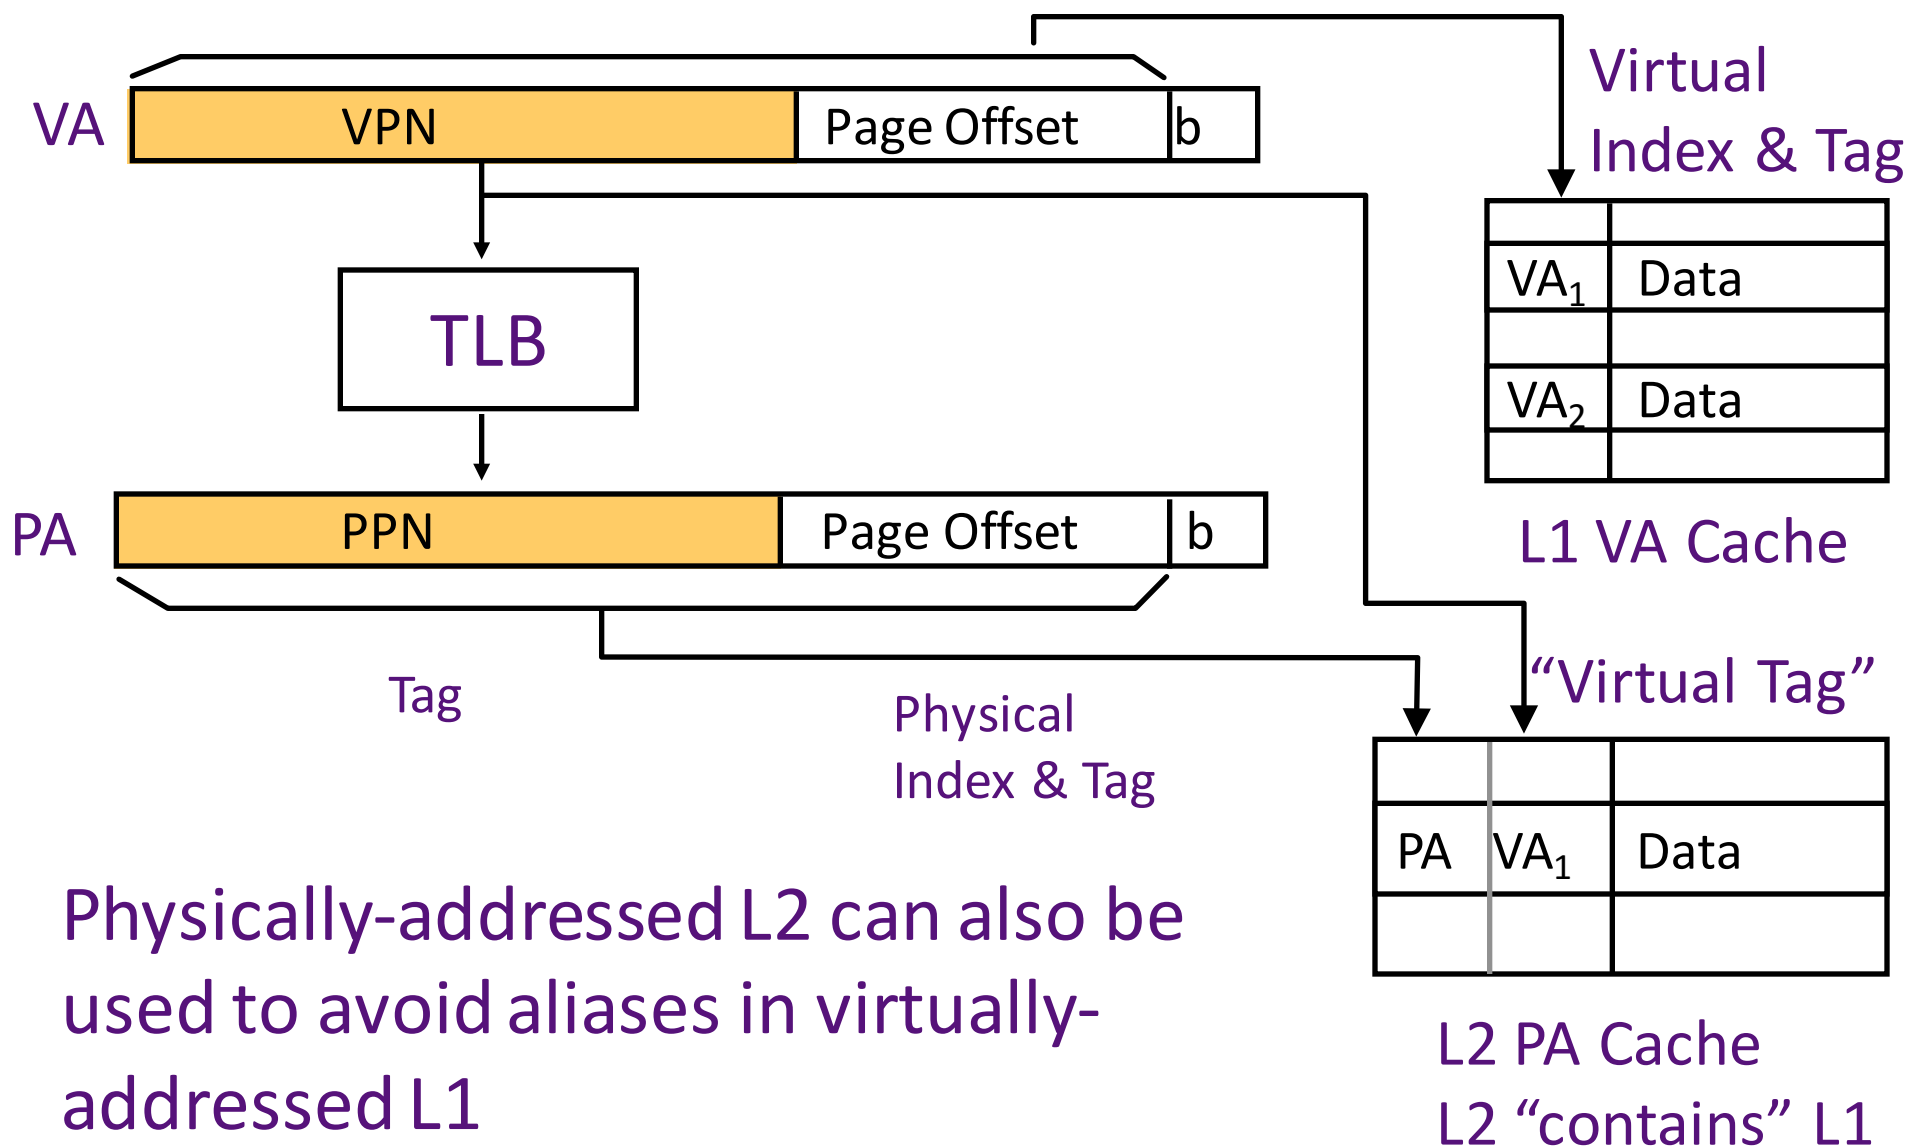 VA
VPN
Page Offset
b
Virtual
Index & Tag
TLB
VA₁
Data
VA₂
Data
L1 VA Cache
PA
PPN
Page Offset
b
Tag
Physical
Index & Tag
“Virtual Tag”
PA
VA₁
Data
L2 PA Cache
L2 “contains” L1
Physically-addressed L2 can also be
used to avoid aliases in virtually-
addressed L1